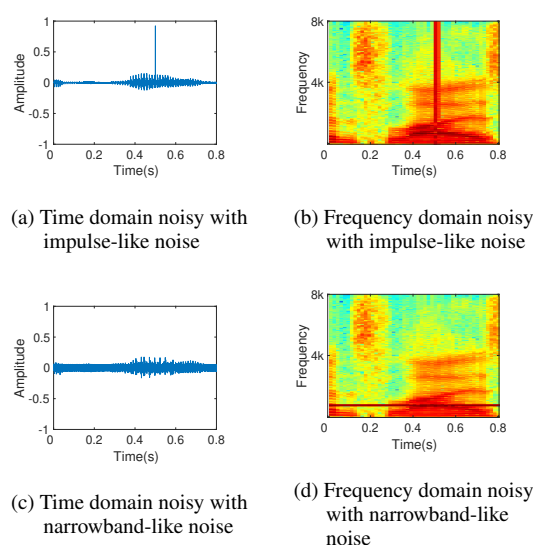 1
0.5
0
-0.5
-1
Amplitude
0 0.2 0.4 0.6 0.8
Time(s)
8k
4k
Frequency
0 0.2 0.4 0.6 0.8
Time(s)
(a) Time domain noisy with
impulse-like noise
(b) Frequency domain noisy
with impulse-like noise
1
0.5
0
-0.5
-1
Amplitude
0 0.2 0.4 0.6 0.8
Time(s)
8k
4k
Frequency
0 0.2 0.4 0.6 0.8
Time(s)
(c) Time domain noisy with
narrowband-like noise
(d) Frequency domain noisy
with narrowband-like
noise